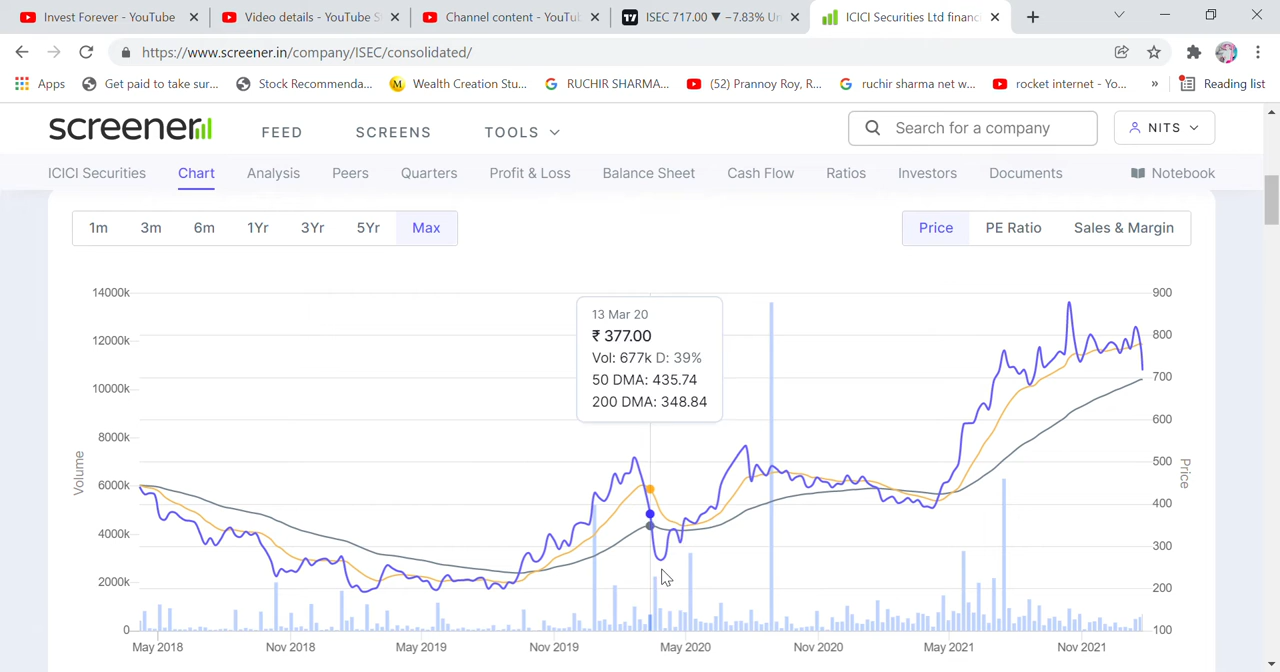 Invest Forever - YouTube
Video details - YouTube S
Channel content - YouTu
ISEC 717.00 ▼ −7.83% Un
ICICI Securities Ltd financ
https://www.screener.in/company/ISEC/consolidated/
Apps
Get paid to take sur...
Stock Recommenda...
Wealth Creation Stu...
RUCHIR SHARMA...
(52) Prannoy Roy, R...
ruchir sharma net w...
rocket internet - Yo...
»
Reading list
screener
FEED
SCREENS
TOOLS
Search for a company
NITS
ICICI Securities
Chart
Analysis
Peers
Quarters
Profit & Loss
Balance Sheet
Cash Flow
Ratios
Investors
Documents
Notebook
1m
3m
6m
1Yr
3Yr
5Yr
Max
Price
PE Ratio
Sales & Margin
14000k
12000k
10000k
8000k
6000k
4000k
2000k
0
Volume
13 Mar 20
₹ 377.00
Vol: 677k D: 39%
50 DMA: 435.74
200 DMA: 348.84
900
800
700
600
500
400
300
200
100
Price
May 2018
Nov 2018
May 2019
Nov 2019
May 2020
Nov 2020
May 2021
Nov 2021